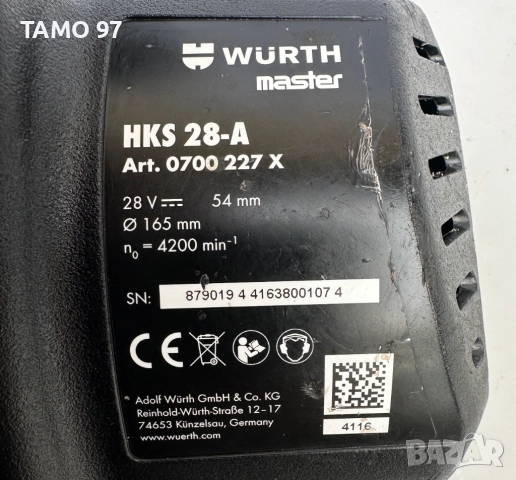 TAMO 97
WÜRTH
master
HKS 28-A
Art. 0700 227 X
28 V 54 mm
Ø 165 mm
n₀ = 4200 min⁻¹
SN: 879019 4 4163800107 4
CE
Adolf Würth GmbH & Co. KG
Reinhold-Würth-Straße 12–17
74653 Künzelsau, Germany
www.wuerth.com
4116
BAZAR